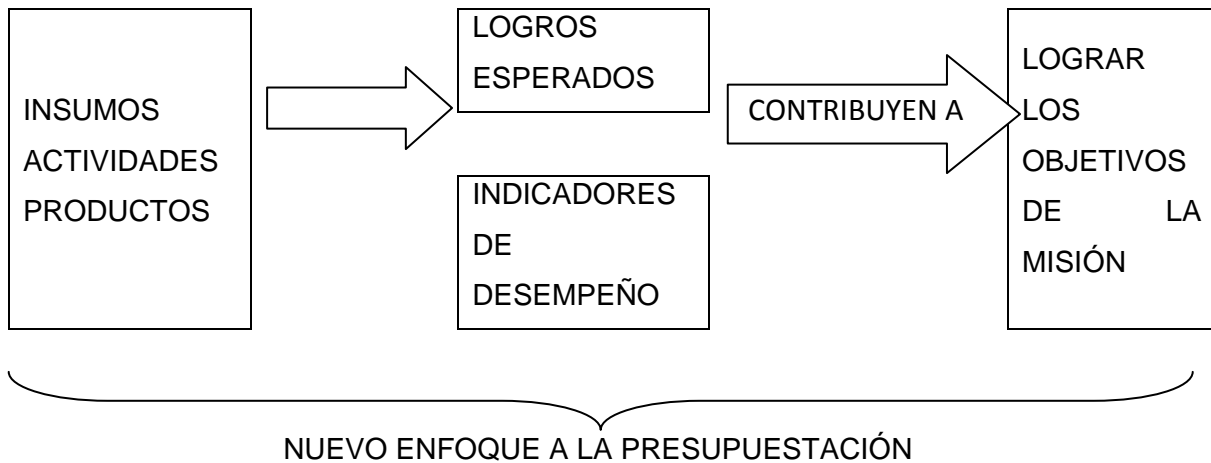 INSUMOS
ACTIVIDADES
PRODUCTOS
LOGROS
ESPERADOS
INDICADORES
DE
DESEMPEÑO
CONTRIBUYEN A
LOGRAR
LOS
OBJETIVOS
DE LA
MISIÓN
NUEVO ENFOQUE A LA PRESUPUESTACIÓN